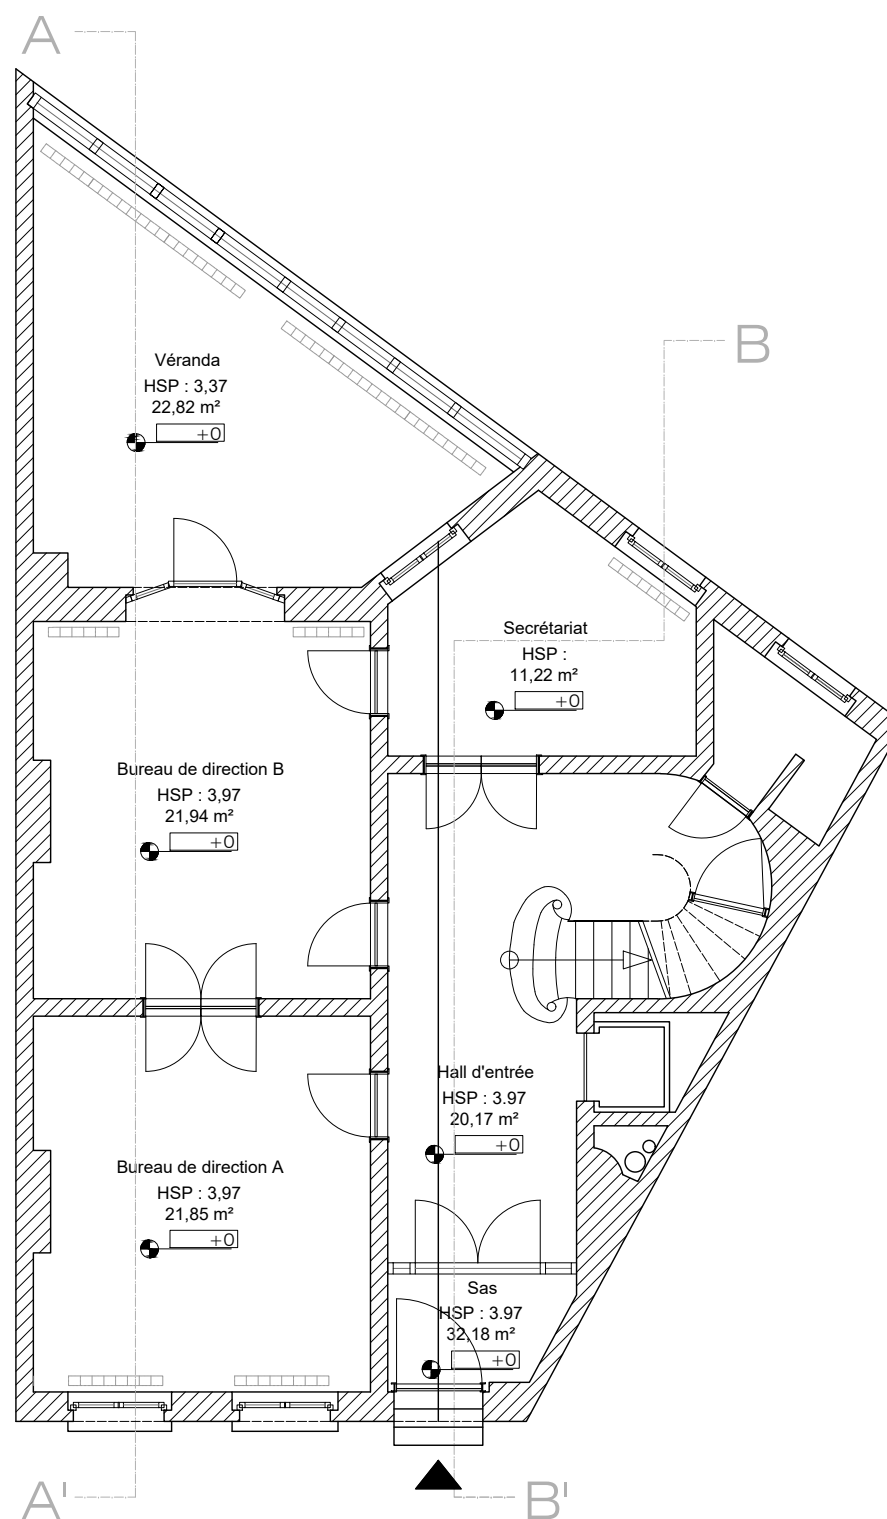 A
B
Véranda
HSP : 3,37
22,82 m²
+0
Secrétariat
HSP :
11,22 m²
+0
Bureau de direction B
HSP : 3,97
21,94 m²
+0
Hall d'entrée
HSP : 3.97
20,17 m²
+0
Bureau de direction A
HSP : 3,97
21,85 m²
+0
Sas
HSP : 3.97
32,18 m²
+0
A'
B'